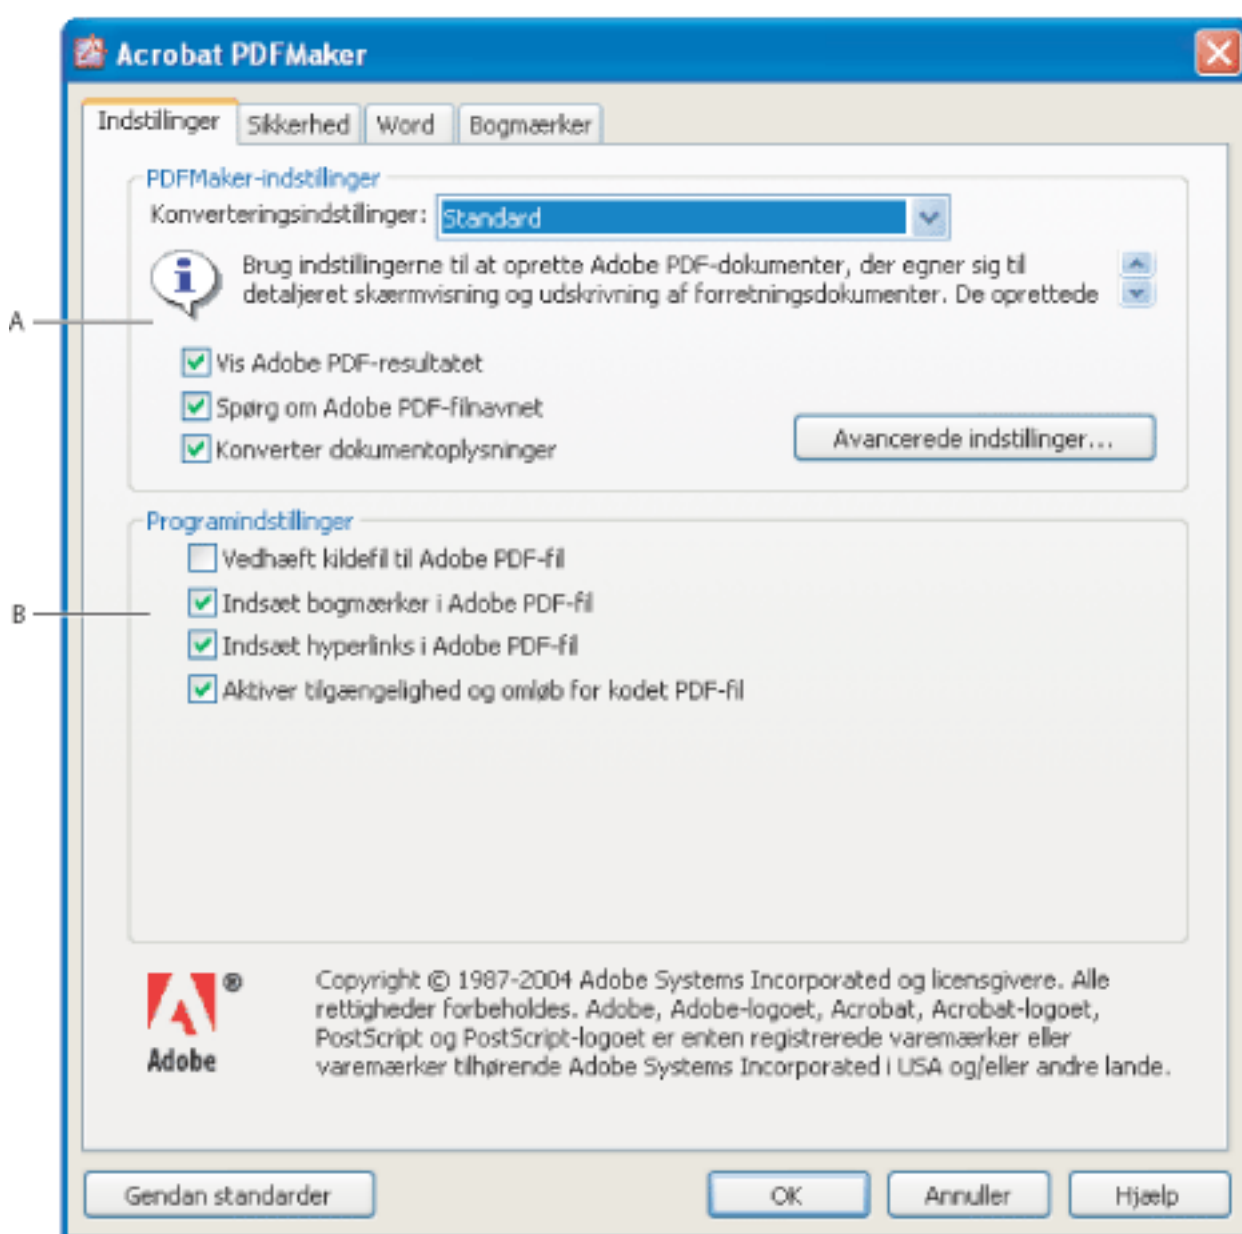 Acrobat PDFMaker
Indstillinger Sikkerhed Word Bogmærker
PDFMaker-indstillinger
Konverteringsindstillinger: Standard
Brug indstillingerne til at oprette Adobe PDF-dokumenter, der egner sig til
detaljeret skærmvisning og udskrivning af forretningsdokumenter. De oprettede
A
Vis Adobe PDF-resultatet
Spørg om Adobe PDF-filnavnet
Konverter dokumentoplysninger
Avancerede indstillinger...
Programindstillinger
Vedhæft kildefil til Adobe PDF-fil
Indsæt bogmærker i Adobe PDF-fil
B
Indsæt hyperlinks i Adobe PDF-fil
Aktiver tilgængelighed og omløb for kodet PDF-fil
Adobe
®
Copyright © 1987-2004 Adobe Systems Incorporated og licensgivere. Alle
rettigheder forbeholdes. Adobe, Adobe-logoet, Acrobat, Acrobat-logoet,
PostScript og PostScript-logoet er enten registrerede varemærker eller
varemærker tilhørende Adobe Systems Incorporated i USA og/eller andre lande.
Gendan standarder OK Annuller Hjælp